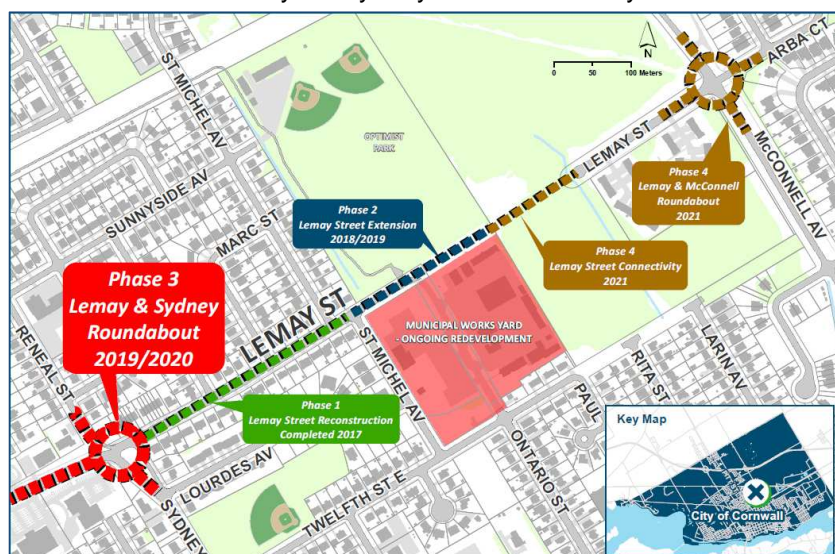 ST MICHEL AV
ARBA CT
0 50 100 Meters
N
OPTIMIST
PARK
LEMAY ST
McCONNELL AV
SUNNYSIDE AV
Phase 4
Lemay & McConnell
Roundabout
2021
MARC ST
Phase 2
Lemay Street Extension
2018/2019
Phase 4
Lemay Street Connectivity
2021
Phase 3
Lemay & Sydney
Roundabout
2019/2020
LEMAY ST
RENEAL ST
MUNICIPAL WORKS YARD
- ONGOING REDEVELOPMENT
ST MICHEL AV
LARIN AV
RITA ST
PAUL
Phase 1
Lemay Street Reconstruction
Completed 2017
ONTARIO ST
LOURDES AV
TWELFTH ST E
SYDNEY
Key Map
City of Cornwall